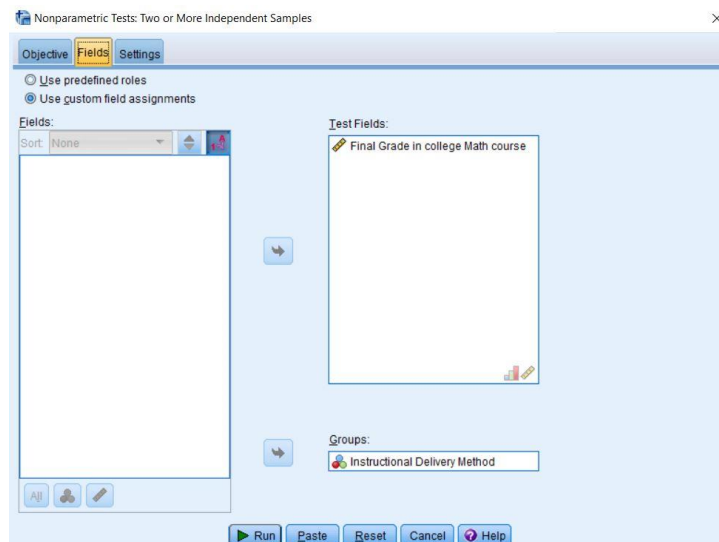 Nonparametric Tests: Two or More Independent Samples
Objective Fields Settings
Use predefined roles
Use custom field assignments
Fields:
Sort: None
Test Fields:
Final Grade in college Math course
Groups:
Instructional Delivery Method
All
Run Paste Reset Cancel Help